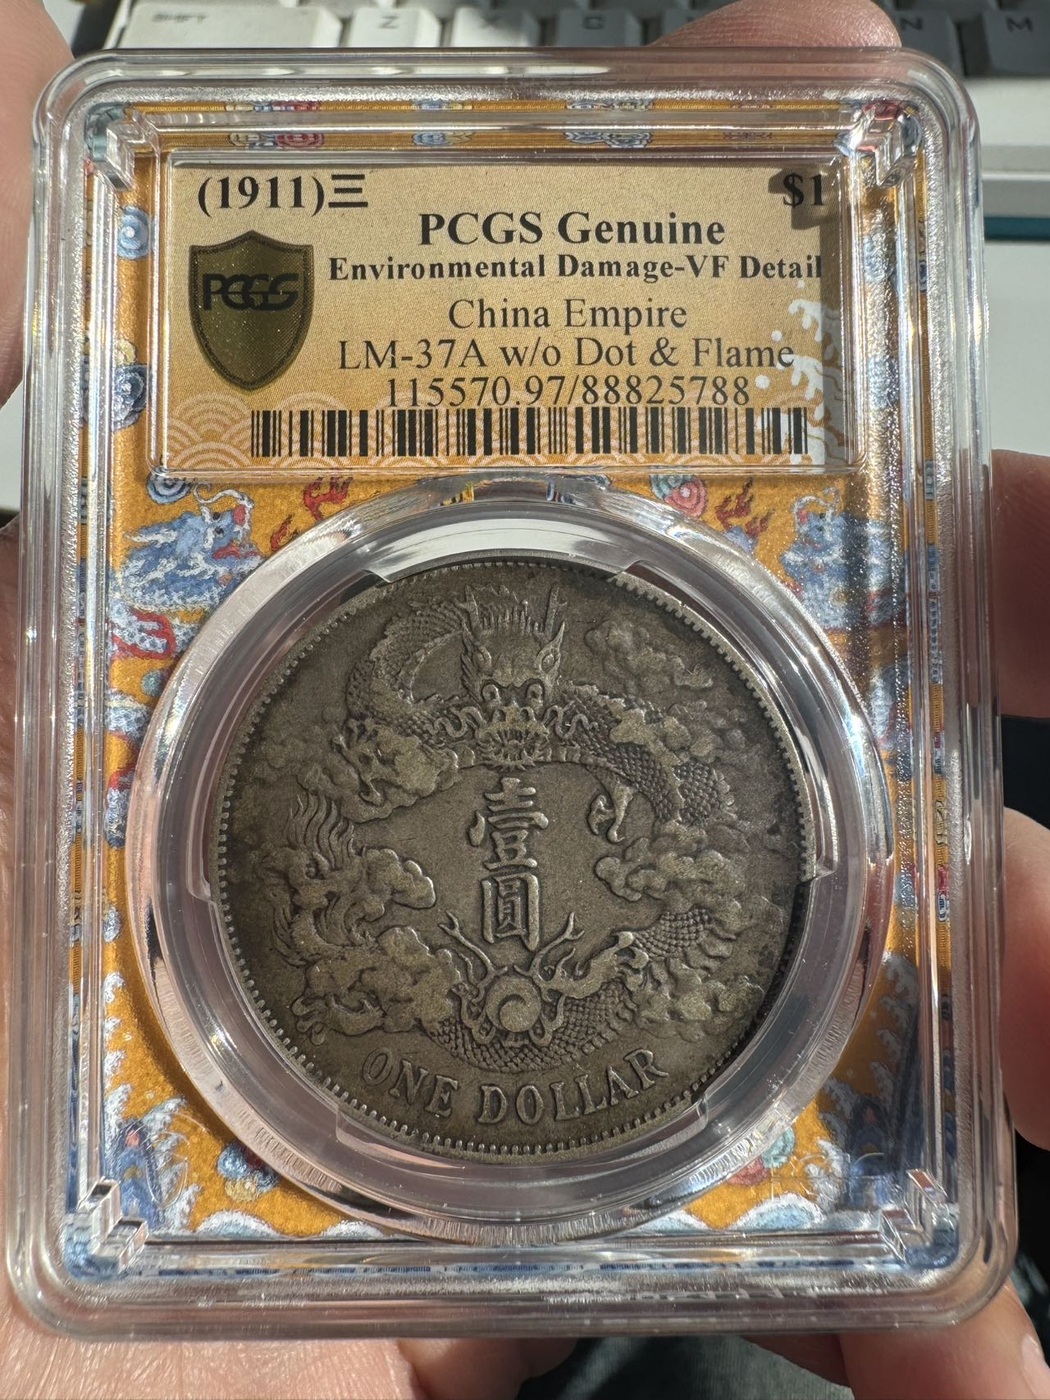 SHIFT Z X C N M
(1911)三 $1
PCGS Genuine
PCGS
Environmental Damage-VF Detail
China Empire
LM-37A w/o Dot & Flame
115570.97/88825788
壹
圓
ONE DOLLAR